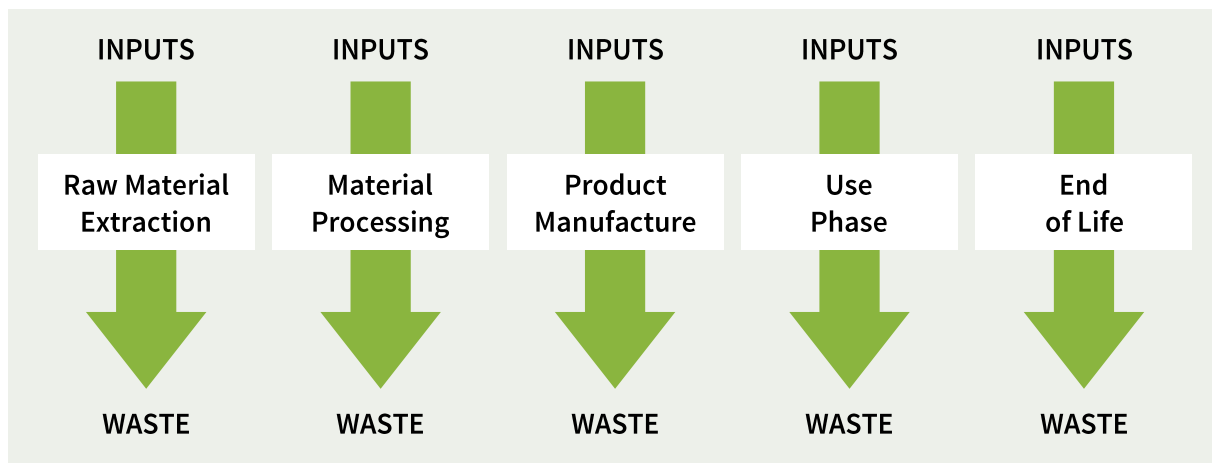 INPUTS INPUTS INPUTS INPUTS INPUTS
Raw Material
Extraction
Material
Processing
Product
Manufacture
Use
Phase
End
of Life
WASTE WASTE WASTE WASTE WASTE